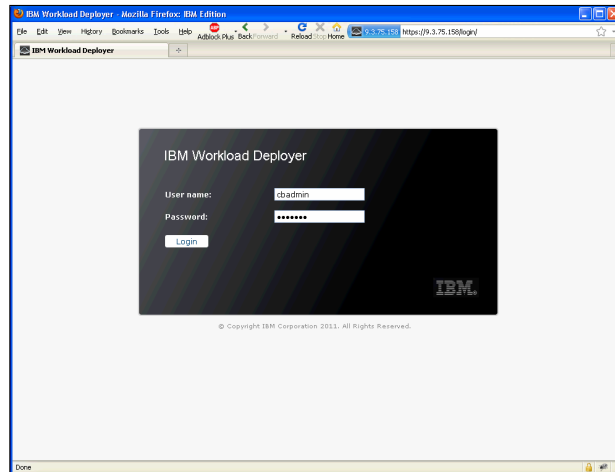 IBM Workload Deployer - Mozilla Firefox: IBM Edition
File Edit View History Bookmarks Tools Help Adblock Plus Back Forward Reload Stop Home 9.3.75.158 https://9.3.75.158/login/
IBM Workload Deployer
IBM Workload Deployer
User name: cbadmin
Password: •••••••
Login
IBM
© Copyright IBM Corporation 2011. All Rights Reserved.
Done